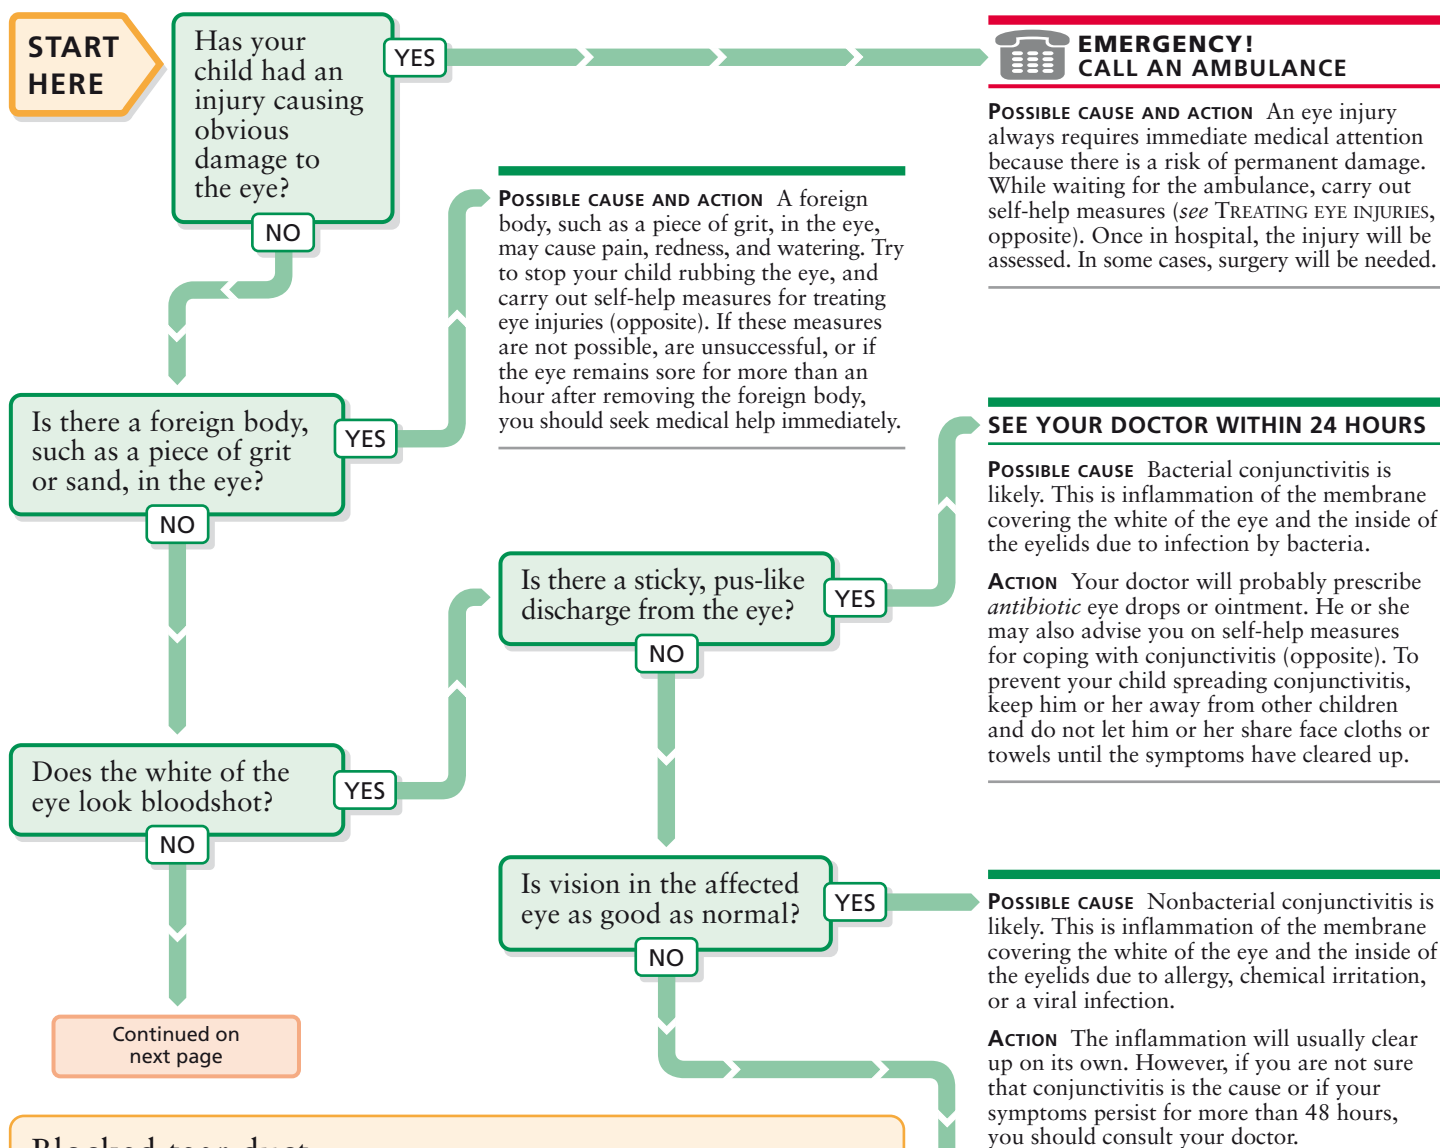 START
HERE
Has your
child had an
injury causing
obvious
damage to
the eye?
YES
NO
EMERGENCY!
CALL AN AMBULANCE
POSSIBLE CAUSE AND ACTION An eye injury
always requires immediate medical attention
because there is a risk of permanent damage.
While waiting for the ambulance, carry out
self-help measures (see TREATING EYE INJURIES,
opposite). Once in hospital, the injury will be
assessed. In some cases, surgery will be needed.
POSSIBLE CAUSE AND ACTION A foreign
body, such as a piece of grit, in the eye,
may cause pain, redness, and watering. Try
to stop your child rubbing the eye, and
carry out self-help measures for treating
eye injuries (opposite). If these measures
are not possible, are unsuccessful, or if
the eye remains sore for more than an
hour after removing the foreign body,
you should seek medical help immediately.
Is there a foreign body,
such as a piece of grit
or sand, in the eye?
YES
NO
SEE YOUR DOCTOR WITHIN 24 HOURS
POSSIBLE CAUSE Bacterial conjunctivitis is
likely. This is inflammation of the membrane
covering the white of the eye and the inside of
the eyelids due to infection by bacteria.
ACTION Your doctor will probably prescribe
antibiotic eye drops or ointment. He or she
may also advise you on self-help measures
for coping with conjunctivitis (opposite). To
prevent your child spreading conjunctivitis,
keep him or her away from other children
and do not let him or her share face cloths or
towels until the symptoms have cleared up.
Is there a sticky, pus-like
discharge from the eye?
YES
NO
Does the white of the
eye look bloodshot?
YES
NO
Is vision in the affected
eye as good as normal?
YES
NO
POSSIBLE CAUSE Nonbacterial conjunctivitis is
likely. This is inflammation of the membrane
covering the white of the eye and the inside of
the eyelids due to allergy, chemical irritation,
or a viral infection.
ACTION The inflammation will usually clear
up on its own. However, if you are not sure
that conjunctivitis is the cause or if your
symptoms persist for more than 48 hours,
you should consult your doctor.
Continued on
next page
Blocked tear duct